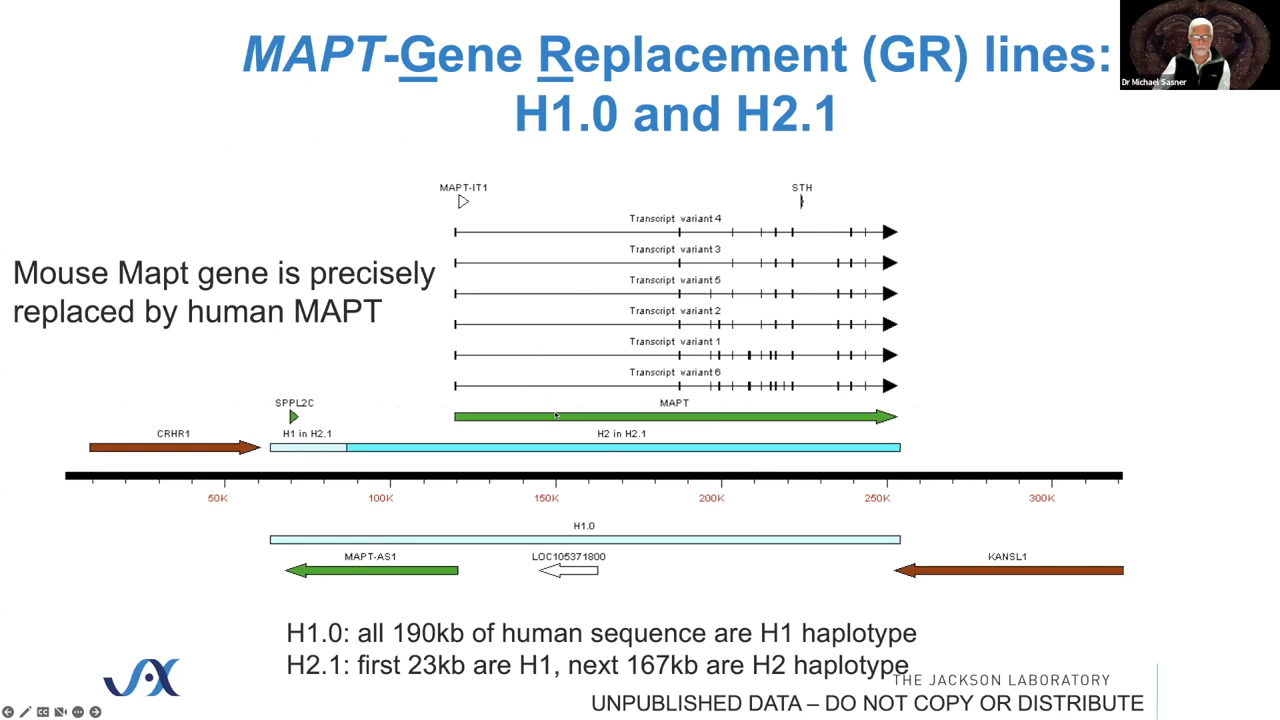 MAPT-Gene Replacement (GR) lines:
H1.0 and H2.1
Dr Michael Sasner
Mouse Mapt gene is precisely
replaced by human MAPT
MAPT-IT1
STH
Transcript variant 4
Transcript variant 3
Transcript variant 5
Transcript variant 2
Transcript variant 1
Transcript variant 6
SPPL2C
MAPT
CRHR1
H1 in H2.1
H2 in H2.1
50K
100K
150K
200K
250K
300K
H1.0
MAPT-AS1
LOC105371800
KANSL1
H1.0: all 190kb of human sequence are H1 haplotype
H2.1: first 23kb are H1, next 167kb are H2 haplotype
THE JACKSON LABORATORY
UNPUBLISHED DATA – DO NOT COPY OR DISTRIBUTE